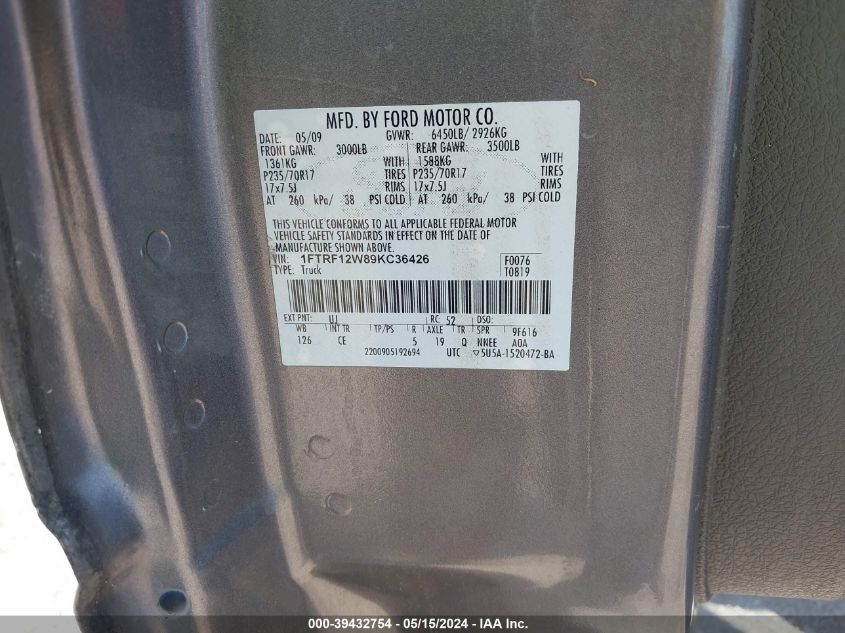 MFD. BY FORD MOTOR CO.
DATE: 05/09 GVWR: 6450LB/ 2926KG
FRONT GAWR: 3000LB REAR GAWR: 3500LB
1361KG WITH 1588KG WITH
P235/70R17 TIRES P235/70R17 TIRES
17x7.5J RIMS 17x7.5J RIMS
AT 260 kPa/ 38 PSI COLD AT 260 kPa/ 38 PSI COLD
THIS VEHICLE CONFORMS TO ALL APPLICABLE FEDERAL MOTOR
VEHICLE SAFETY STANDARDS IN EFFECT ON THE DATE OF
MANUFACTURE SHOWN ABOVE.
VIN: 1FTRF12W89KC36426 F0076
TYPE: Truck T0819
EXT PNT: UJ RC: 52 DSO:
WB INT TR TP/PS R AXLE TR SPR 9F616
126 CE 5 19 Q NNEE A0A
2200905192694 UTC ▽5U5A-1520472-BA
000-39432754 - 05/15/2024 - IAA Inc.